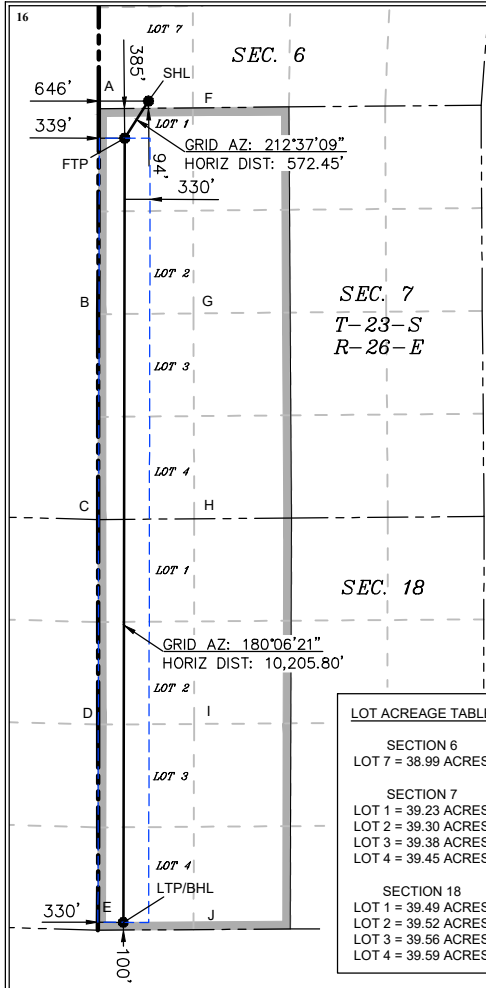 16
LOT 7
SEC. 6
385'
SHL
646'
A
F
LOT 1
339'
GRID AZ: 212°37'09"
FTP
HORIZ DIST: 572.45'
94'
330'
LOT 2
B
G
SEC. 7
T-23-S
R-26-E
LOT 3
LOT 4
C
H
LOT 1
SEC. 18
GRID AZ: 180°06'21"
HORIZ DIST: 10,205.80'
LOT 2
D
I
LOT 3
LOT 4
LTP/BHL
E
J
330'
100'
LOT ACREAGE TABLE
SECTION 6
LOT 7 = 38.99 ACRES
SECTION 7
LOT 1 = 39.23 ACRES
LOT 2 = 39.30 ACRES
LOT 3 = 39.38 ACRES
LOT 4 = 39.45 ACRES
SECTION 18
LOT 1 = 39.49 ACRES
LOT 2 = 39.52 ACRES
LOT 3 = 39.56 ACRES
LOT 4 = 39.59 ACRES